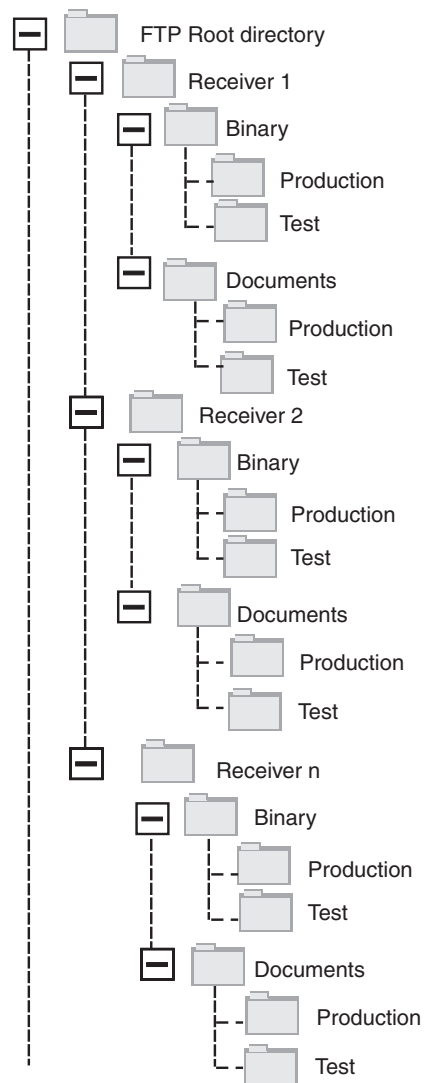 FTP Root directory
Receiver 1
Binary
Production
Test
Documents
Production
Test
Receiver 2
Binary
Production
Test
Documents
Production
Test
Receiver n
Binary
Production
Test
Documents
Production
Test